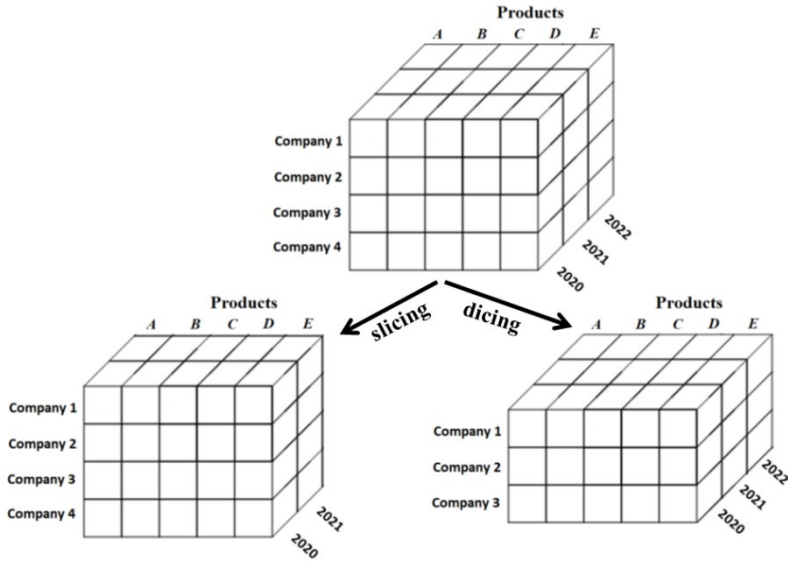 Products
A B C D E
Company 1
Company 2
Company 3
Company 4
2020
2021
2022
slicing
dicing
Products
A B C D E
Company 1
Company 2
Company 3
Company 4
2020
2021
Products
A B C D E
Company 1
Company 2
Company 3
2020
2021
2022